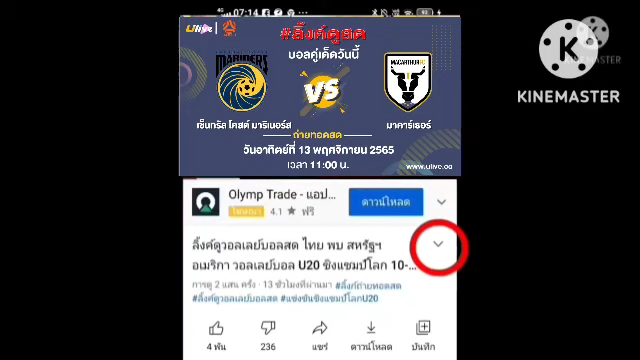 4G 07:14
Ulive
#ลิ้งค์ดูสด
บอลคู่เด็ดวันนี้
MARINERS
VS
MACARTHUR FC
เซ็นทรัล โคสต์ มาริเนอร์ส
มาคาร์เธอร์
ถ่ายทอดสด
วันอาทิตย์ที่ 13 พฤศจิกายน 2565
เวลา 11:00 น.
www.ulive.co
K
KINEMASTER
Olymp Trade - แอป...
โฆษณา 4.1 ★ ฟรี
ดาวน์โหลด
ลิ้งค์ดูวอลเลย์บอลสด ไทย พบ สหรัฐฯ
อเมริกา วอลเลย์บอล U20 ชิงแชมป์โลก 10-...
การดู 2 แสน ครั้ง · 13 ชั่วโมงที่ผ่านมา #ลิ้งก์ถ่ายทอดสด
#ลิ้งค์ดูวอลเลย์บอลสด #แข่งขันชิงแชมป์โลกU20
4 พัน
236
แชร์
ดาวน์โหลด
บันทึก